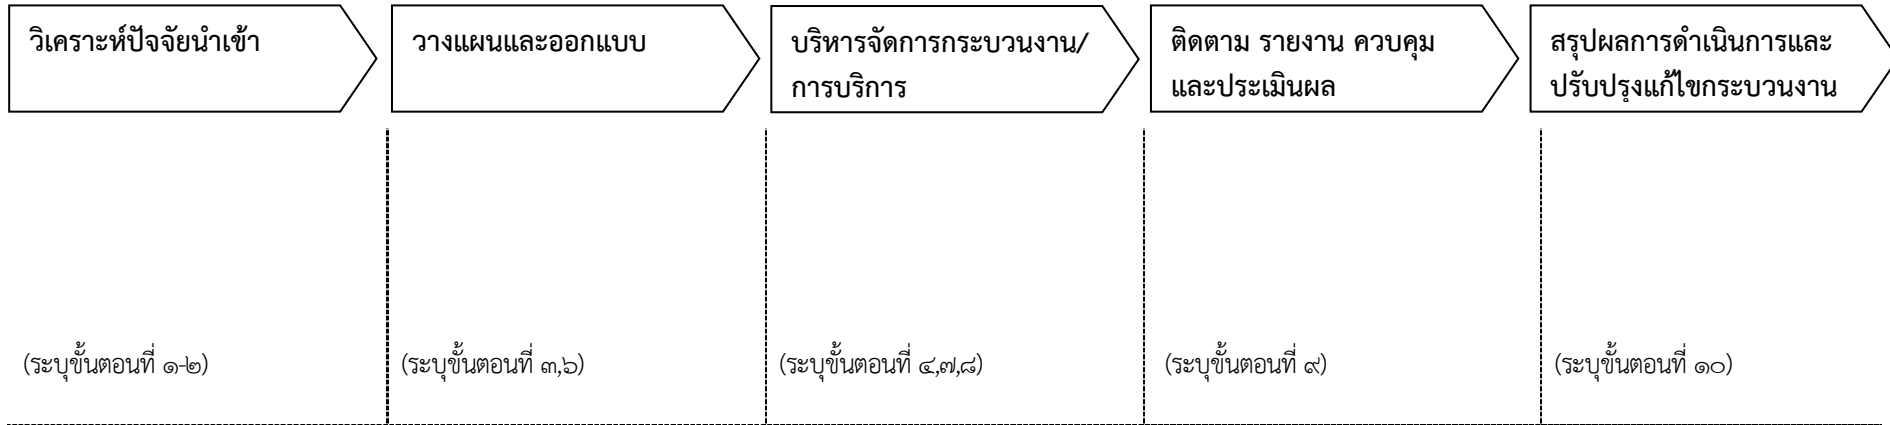 วิเคราะห์ปัจจัยนำเข้า
วางแผนและออกแบบ
บริหารจัดการกระบวนงาน/
การบริการ
ติดตาม รายงาน ควบคุม
และประเมินผล
สรุปผลการดำเนินการและ
ปรับปรุงแก้ไขกระบวนงาน
(ระบุขั้นตอนที่ ๑-๒)
(ระบุขั้นตอนที่ ๓,๖)
(ระบุขั้นตอนที่ ๔,๗,๘)
(ระบุขั้นตอนที่ ๙)
(ระบุขั้นตอนที่ ๑๐)